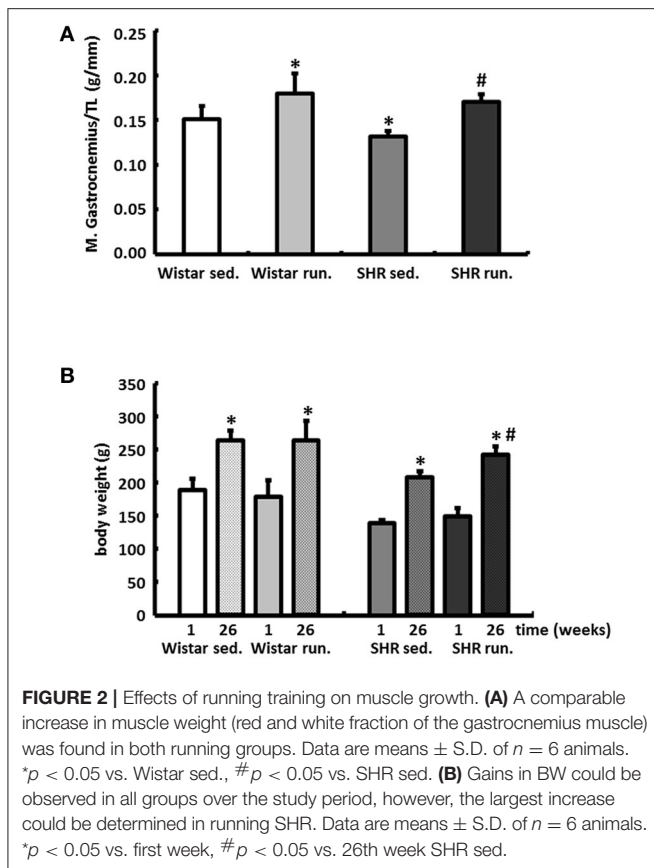 A
M. Gastrocnemius/TL (g/mm)
0.25
0.20
0.15
0.10
0.05
0.00
*
*
#
Wistar sed. Wistar run. SHR sed. SHR run.
B
body weight (g)
350
300
250
200
150
100
50
0
*
*
*
* #
1 26 1 26 1 26 1 26 time (weeks)
Wistar sed. Wistar run. SHR sed. SHR run.
FIGURE 2 | Effects of running training on muscle growth. (A) A comparable
increase in muscle weight (red and white fraction of the gastrocnemius muscle)
was found in both running groups. Data are means ± S.D. of n = 6 animals.
*p < 0.05 vs. Wistar sed., #p < 0.05 vs. SHR sed. (B) Gains in BW could be
observed in all groups over the study period, however, the largest increase
could be determined in running SHR. Data are means ± S.D. of n = 6 animals.
*p < 0.05 vs. first week, #p < 0.05 vs. 26th week SHR sed.